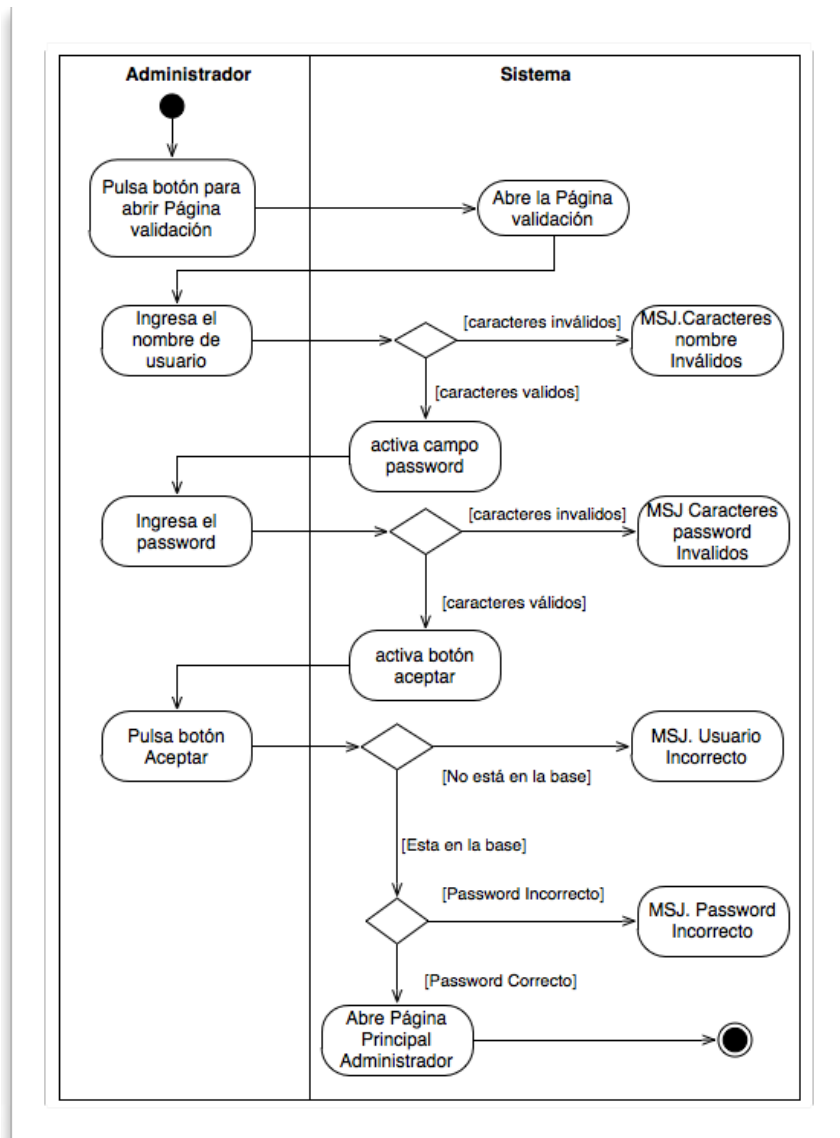 Administrador
Sistema
Pulsa botón para
abrir Página
validación
Abre la Página
validación
Ingresa el
nombre de
usuario
[caracteres inválidos]
MSJ.Caracteres
nombre
Inválidos
[caracteres validos]
activa campo
password
Ingresa el
password
[caracteres invalidos]
MSJ Caracteres
password
Invalidos
[caracteres válidos]
activa botón
aceptar
Pulsa botón
Aceptar
MSJ. Usuario
Incorrecto
[No está en la base]
[Esta en la base]
[Password Incorrecto]
MSJ. Password
Incorrecto
[Password Correcto]
Abre Página
Principal
Administrador